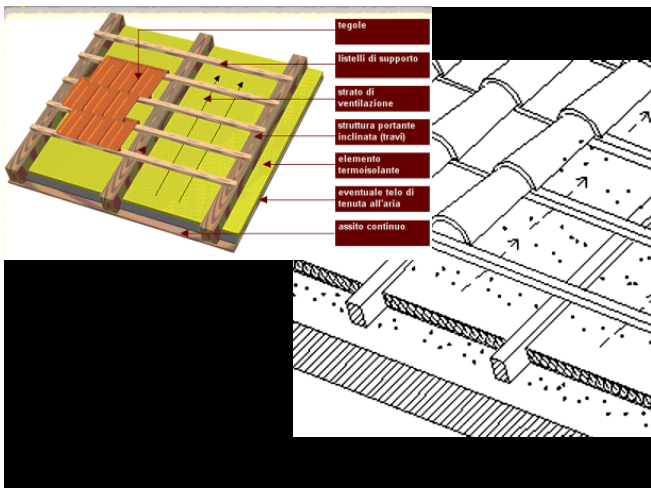 tegole
listelli di supporto
strato di
ventilazione
struttura portante
inclinata (travi)
elemento
termoisolante
eventuale telo di
tenuta all'aria
assito continuo